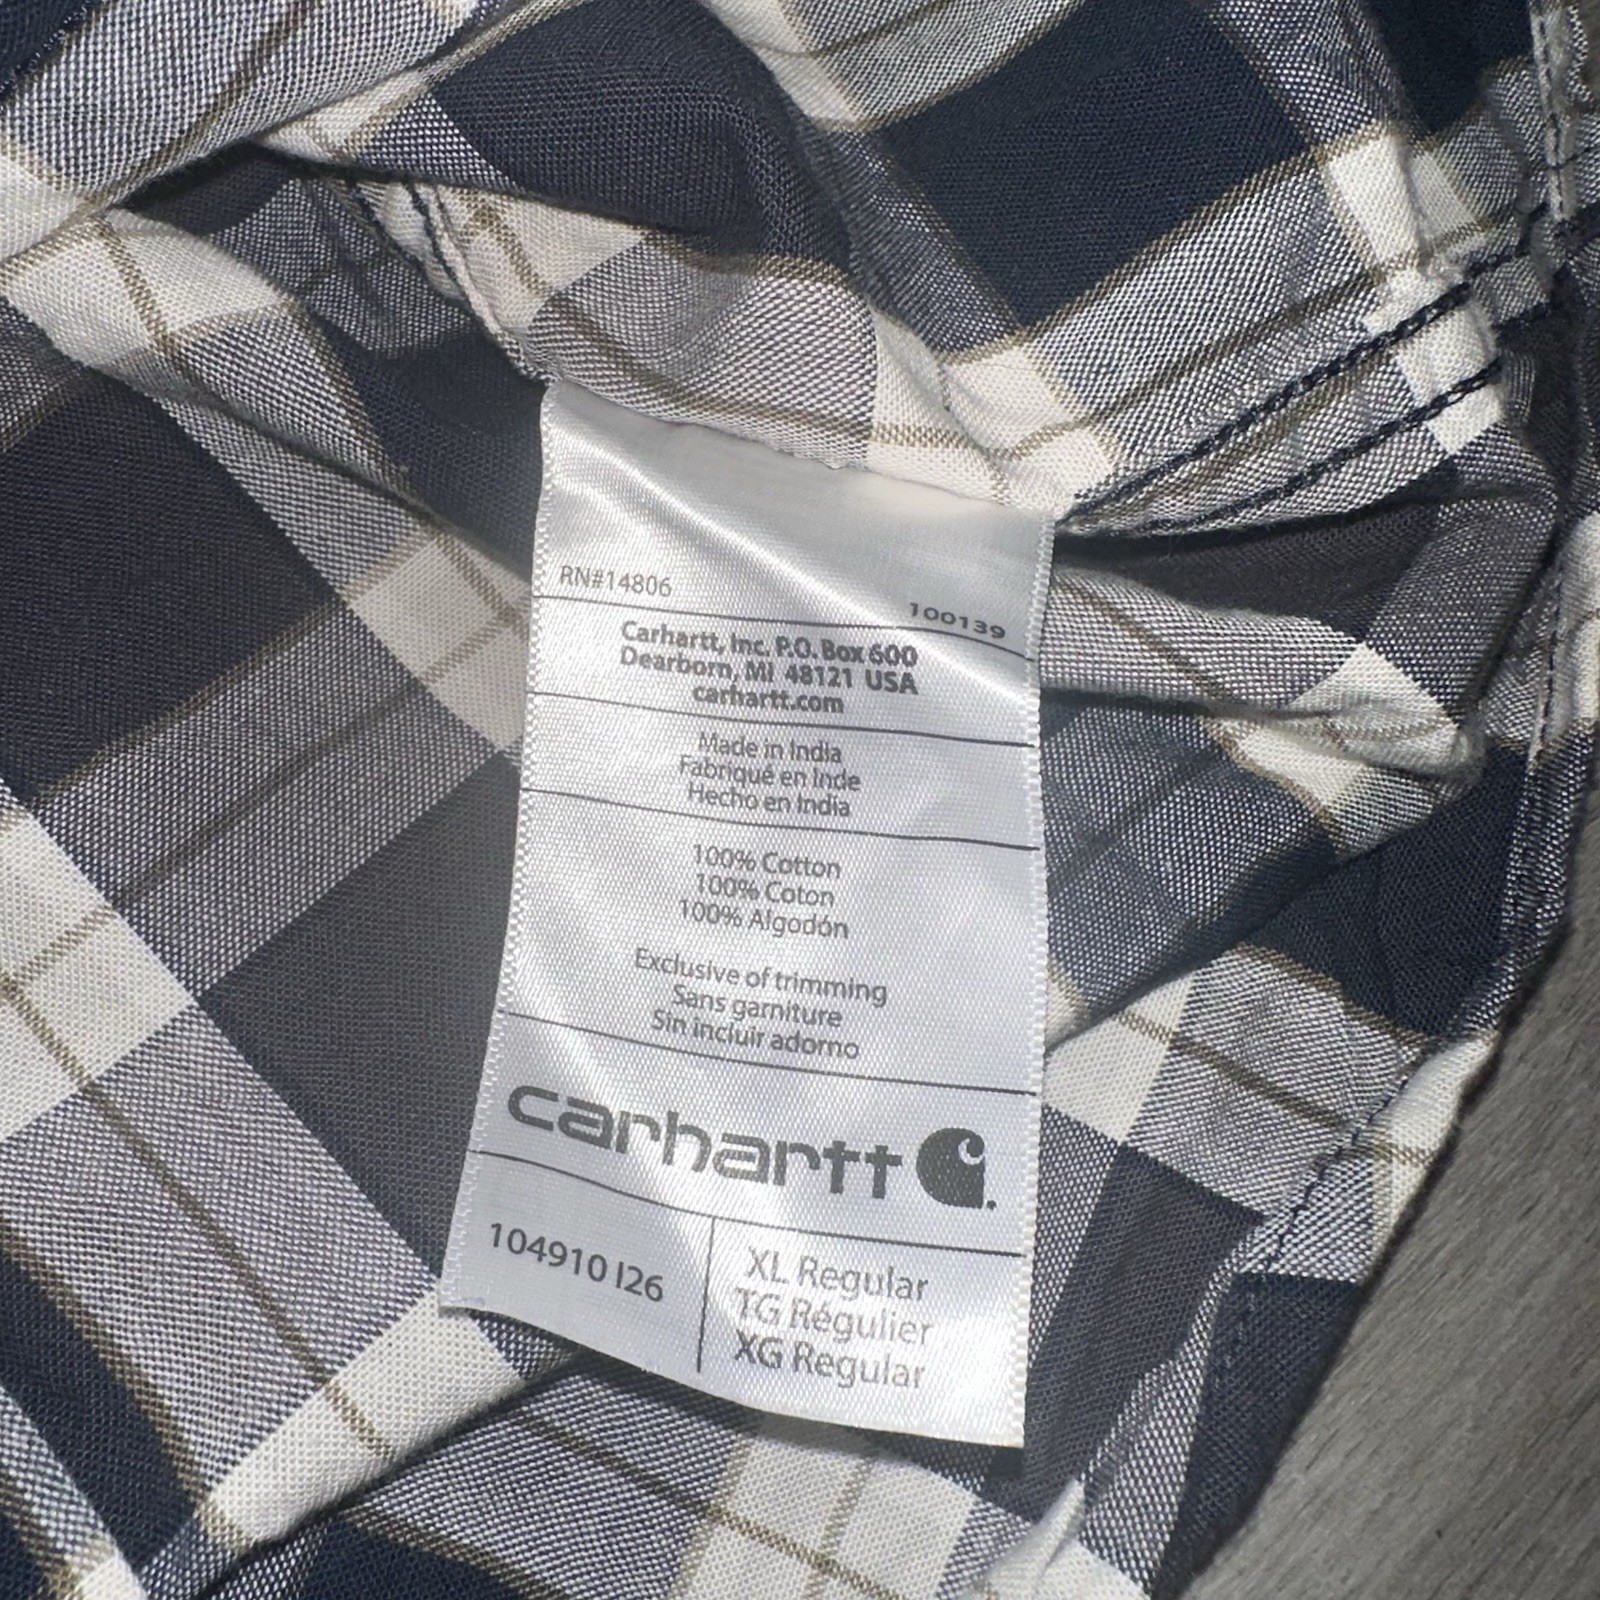 RN#14806
100139
Carhartt, Inc. P.O. Box 600
Dearborn, MI 48121 USA
carhartt.com
Made in India
Fabriqué en Inde
Hecho en India
100% Cotton
100% Coton
100% Algodón
Exclusive of trimming
Sans garniture
Sin incluir adorno
carhartt
104910 I26
XL Regular
TG Régulier
XG Regular